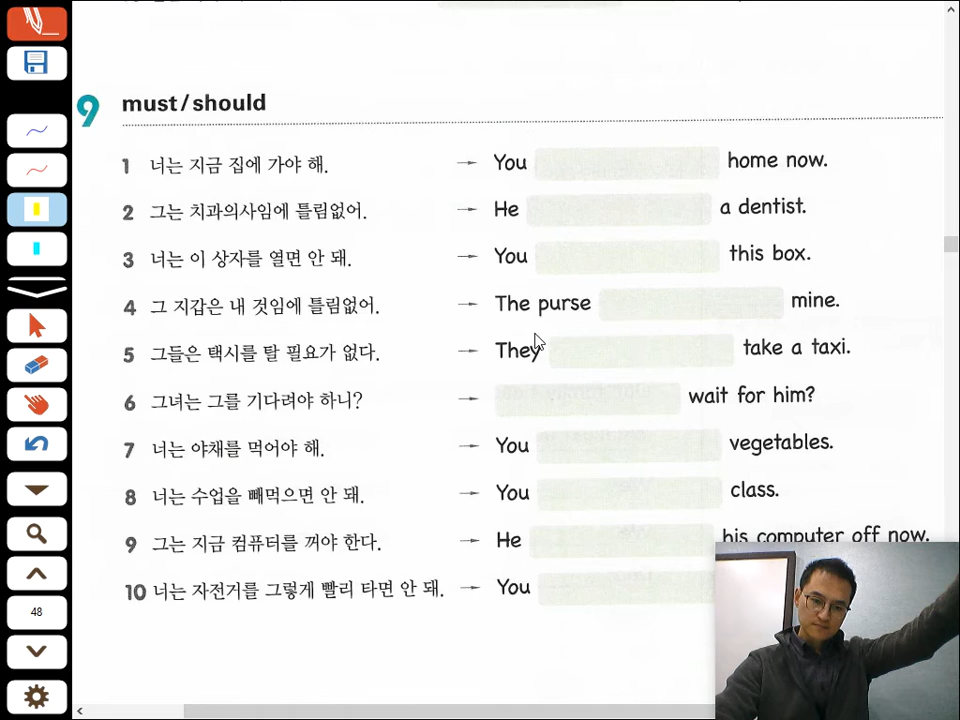 9 must/should
1 너는 지금 집에 가야 해. → You home now.
2 그는 치과의사임에 틀림없어. → He a dentist.
3 너는 이 상자를 열면 안 돼. → You this box.
4 그 지갑은 내 것임에 틀림없어. → The purse mine.
5 그들은 택시를 탈 필요가 없다. → They take a taxi.
6 그녀는 그를 기다려야 하니? → wait for him?
7 너는 야채를 먹어야 해. → You vegetables.
8 너는 수업을 빼먹으면 안 돼. → You class.
9 그는 지금 컴퓨터를 꺼야 한다. → He his computer off now.
10 너는 자전거를 그렇게 빨리 타면 안 돼. → You
48